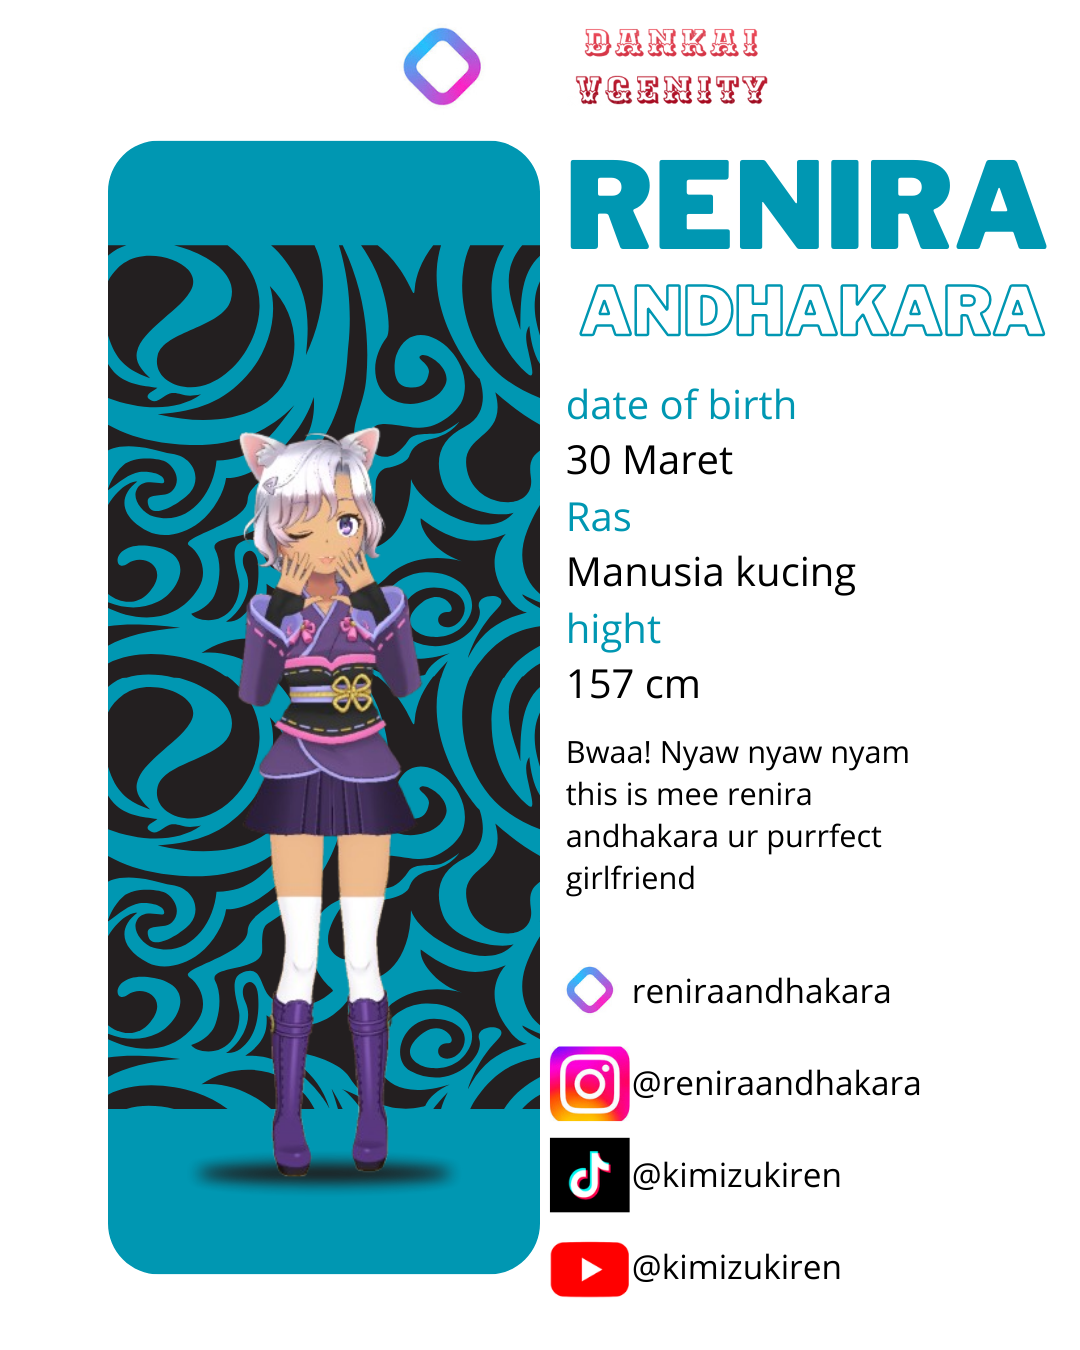 DANKAI
VGENITY
RENIRA
ANDHAKARA
date of birth
30 Maret
Ras
Manusia kucing
hight
157 cm
Bwaa! Nyaw nyaw nyam
this is mee renira
andhakara ur purrfect
girlfriend
reniraandhakara
@reniraandhakara
@kimizukiren
@kimizukiren